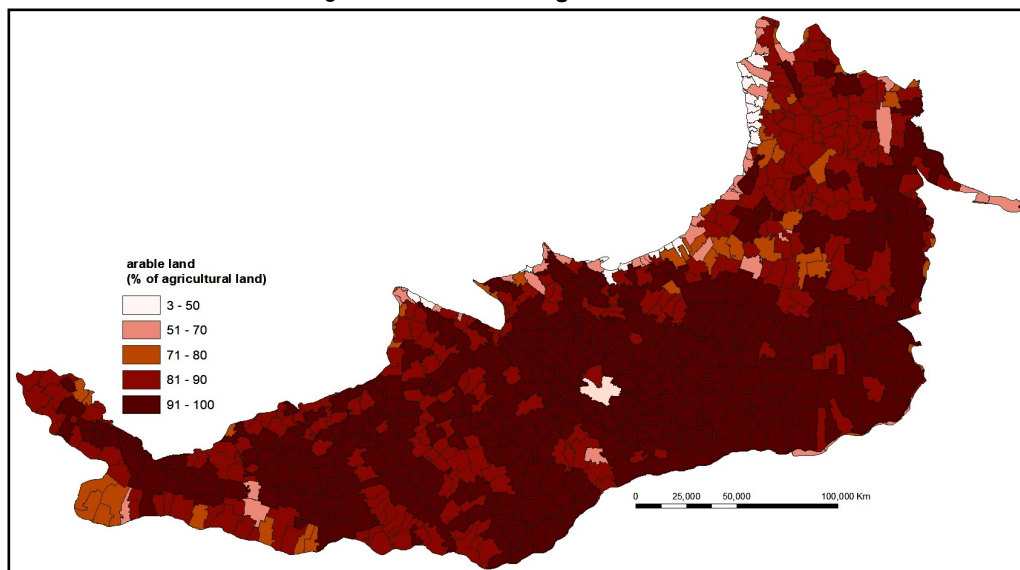 arable land
(% of agricultural land)
3 - 50
51 - 70
71 - 80
81 - 90
91 - 100
0 25,000 50,000 100,000 Km